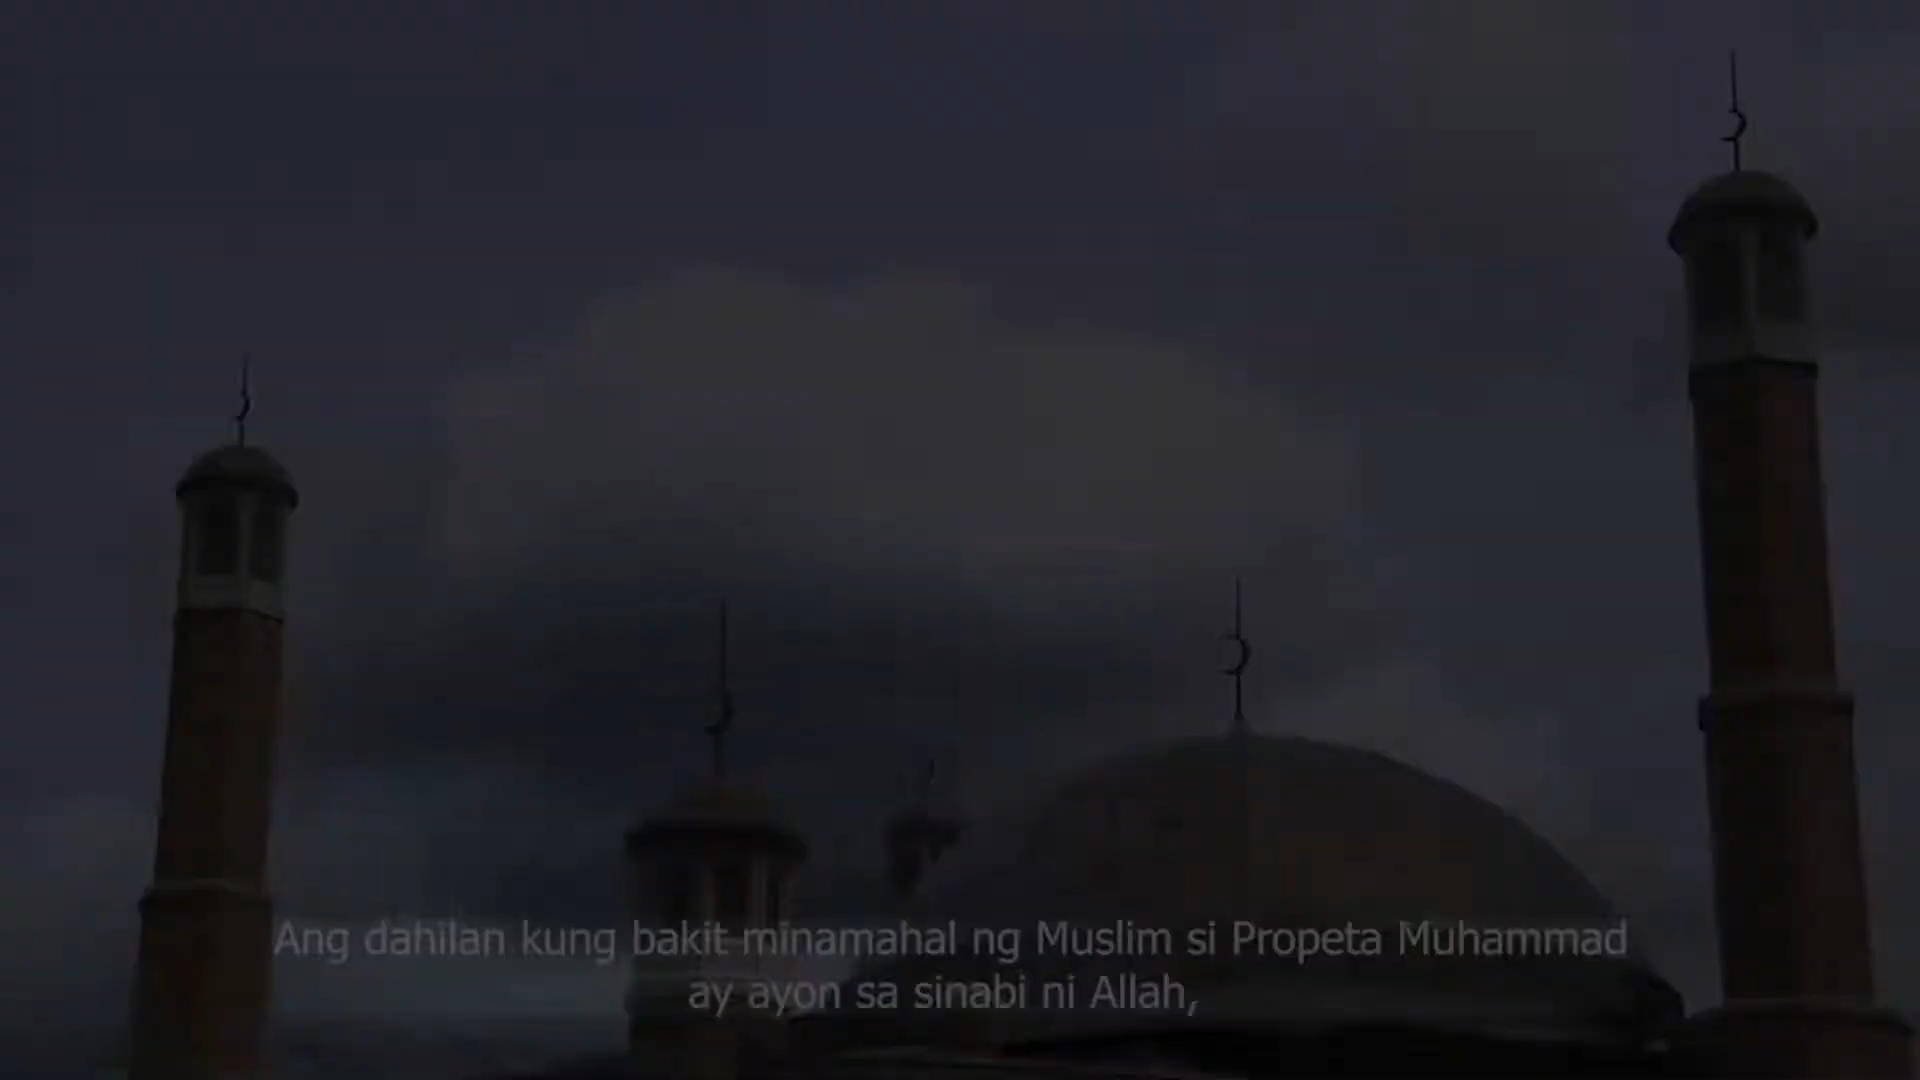 Ang dahilan kung bakit minamahal ng Muslim si Propeta Muhammad
ay ayon sa sinabi ni Allah,